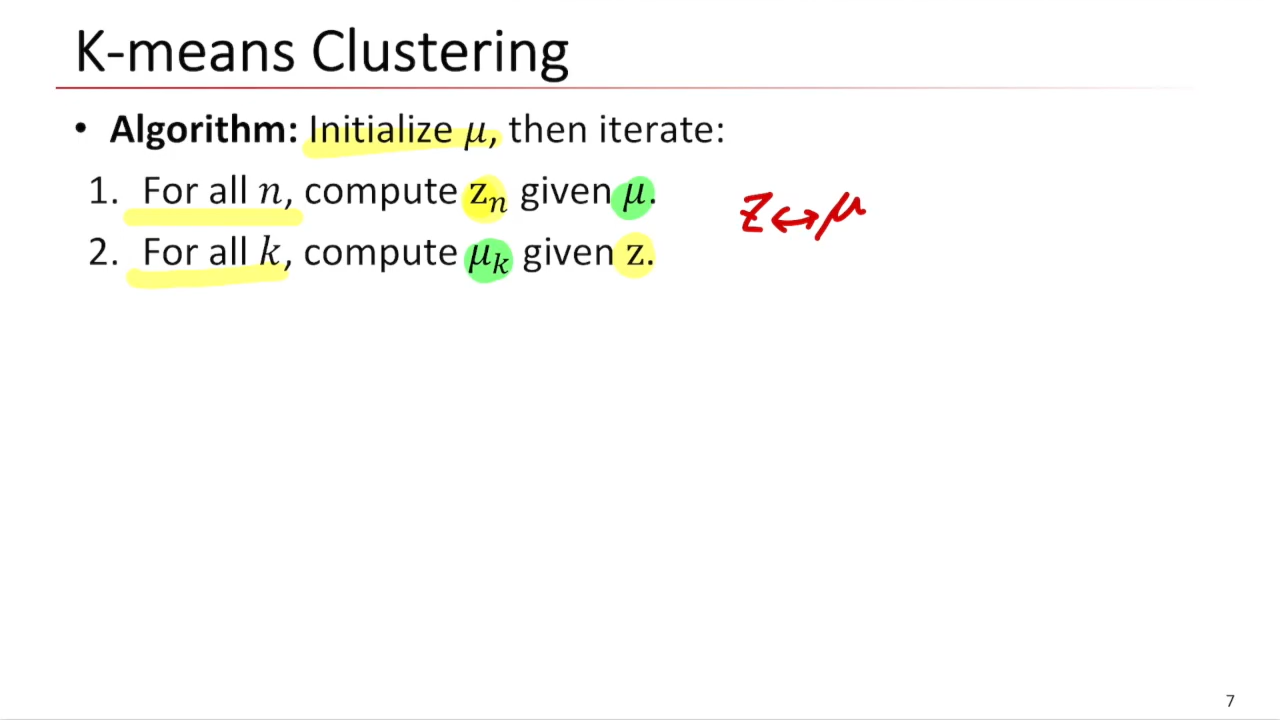 K-means Clustering
• Algorithm: Initialize μ, then iterate:
1. For all n, compute zₙ given μ.
z↔μ
2. For all k, compute μₖ given z.
7